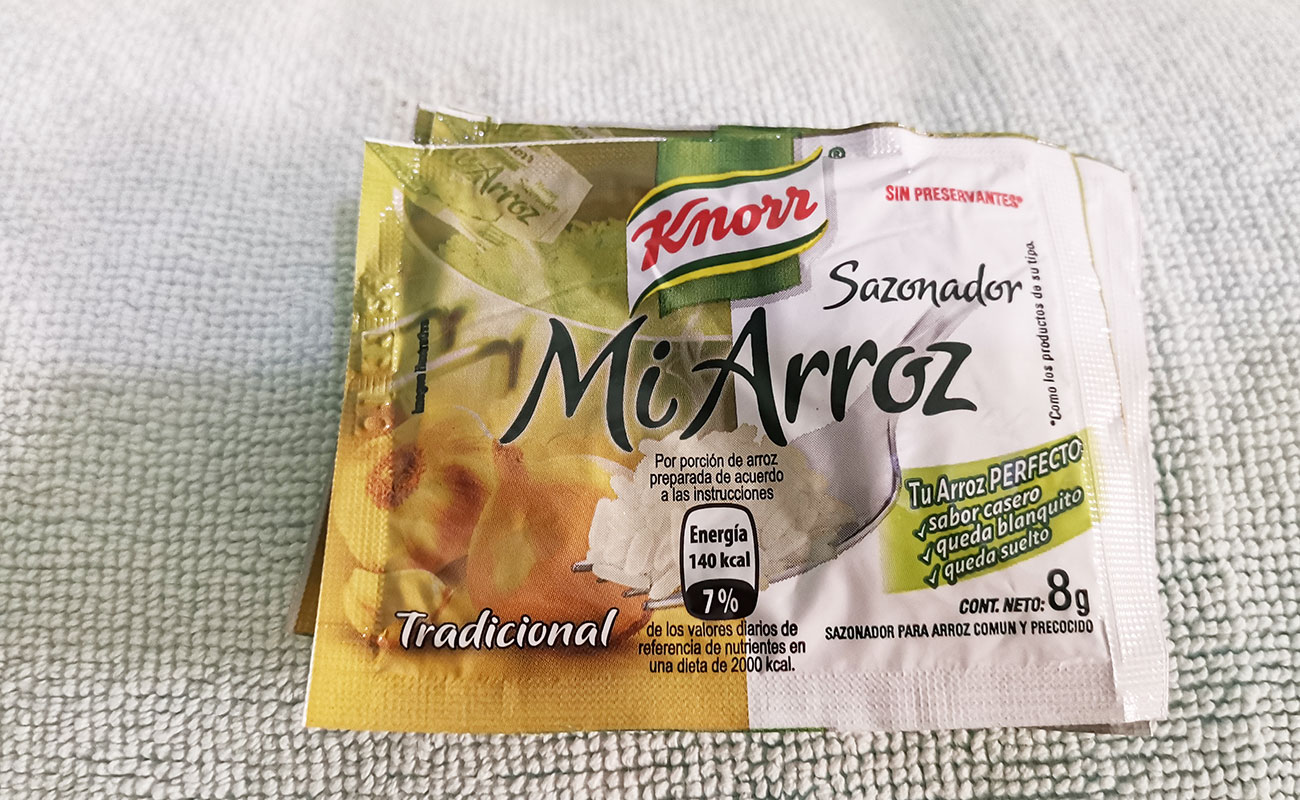 Arroz
Knorr®
SIN PRESERVANTES*
Sazonador
Mi Arroz
*Como los productos de su tipo.
Por porción de arroz
preparada de acuerdo
a las instrucciones
Energía
140 kcal
7%
de los valores diarios de
referencia de nutrientes en
una dieta de 2000 kcal.
Tu Arroz PERFECTO
✓sabor casero
✓queda blanquito
✓queda suelto
Tradicional
CONT. NETO: 8g
SAZONADOR PARA ARROZ COMUN Y PRECOCIDO